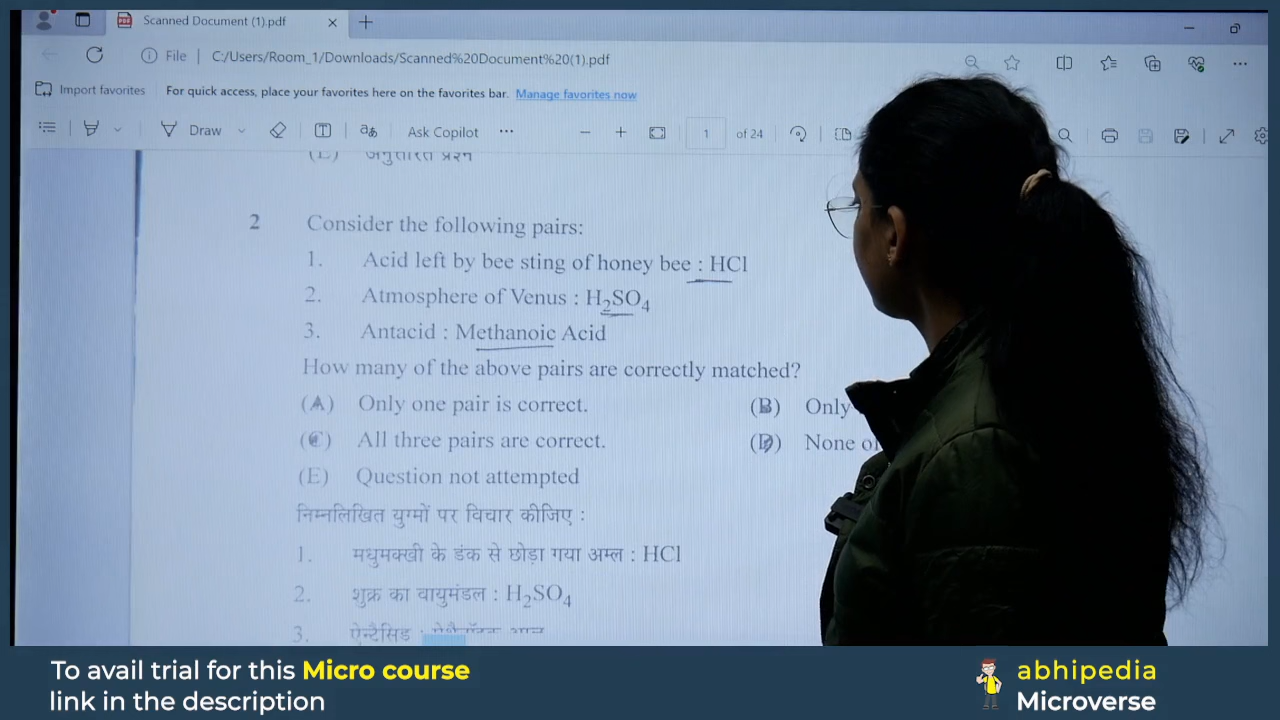 Scanned Document (1).pdf
File | C:/Users/Room_1/Downloads/Scanned%20Document%20(1).pdf
Import favorites For quick access, place your favorites here on the favorites bar. Manage favorites now
Draw Ask Copilot 1 of 24
2 Consider the following pairs:
1. Acid left by bee sting of honey bee : HCl
2. Atmosphere of Venus : H2SO4
3. Antacid : Methanoic Acid
How many of the above pairs are correctly matched?
(A) Only one pair is correct. (B) Only
(C) All three pairs are correct. (D) None of
(E) Question not attempted
निम्नलिखित युग्मों पर विचार कीजिए :
1. मधुमक्खी के डंक से छोड़ा गया अम्ल : HCl
2. शुक्र का वायुमंडल : H2SO4
3. ऐन्टैसिड :
To avail trial for this Micro course
link in the description
abhipedia
Microverse